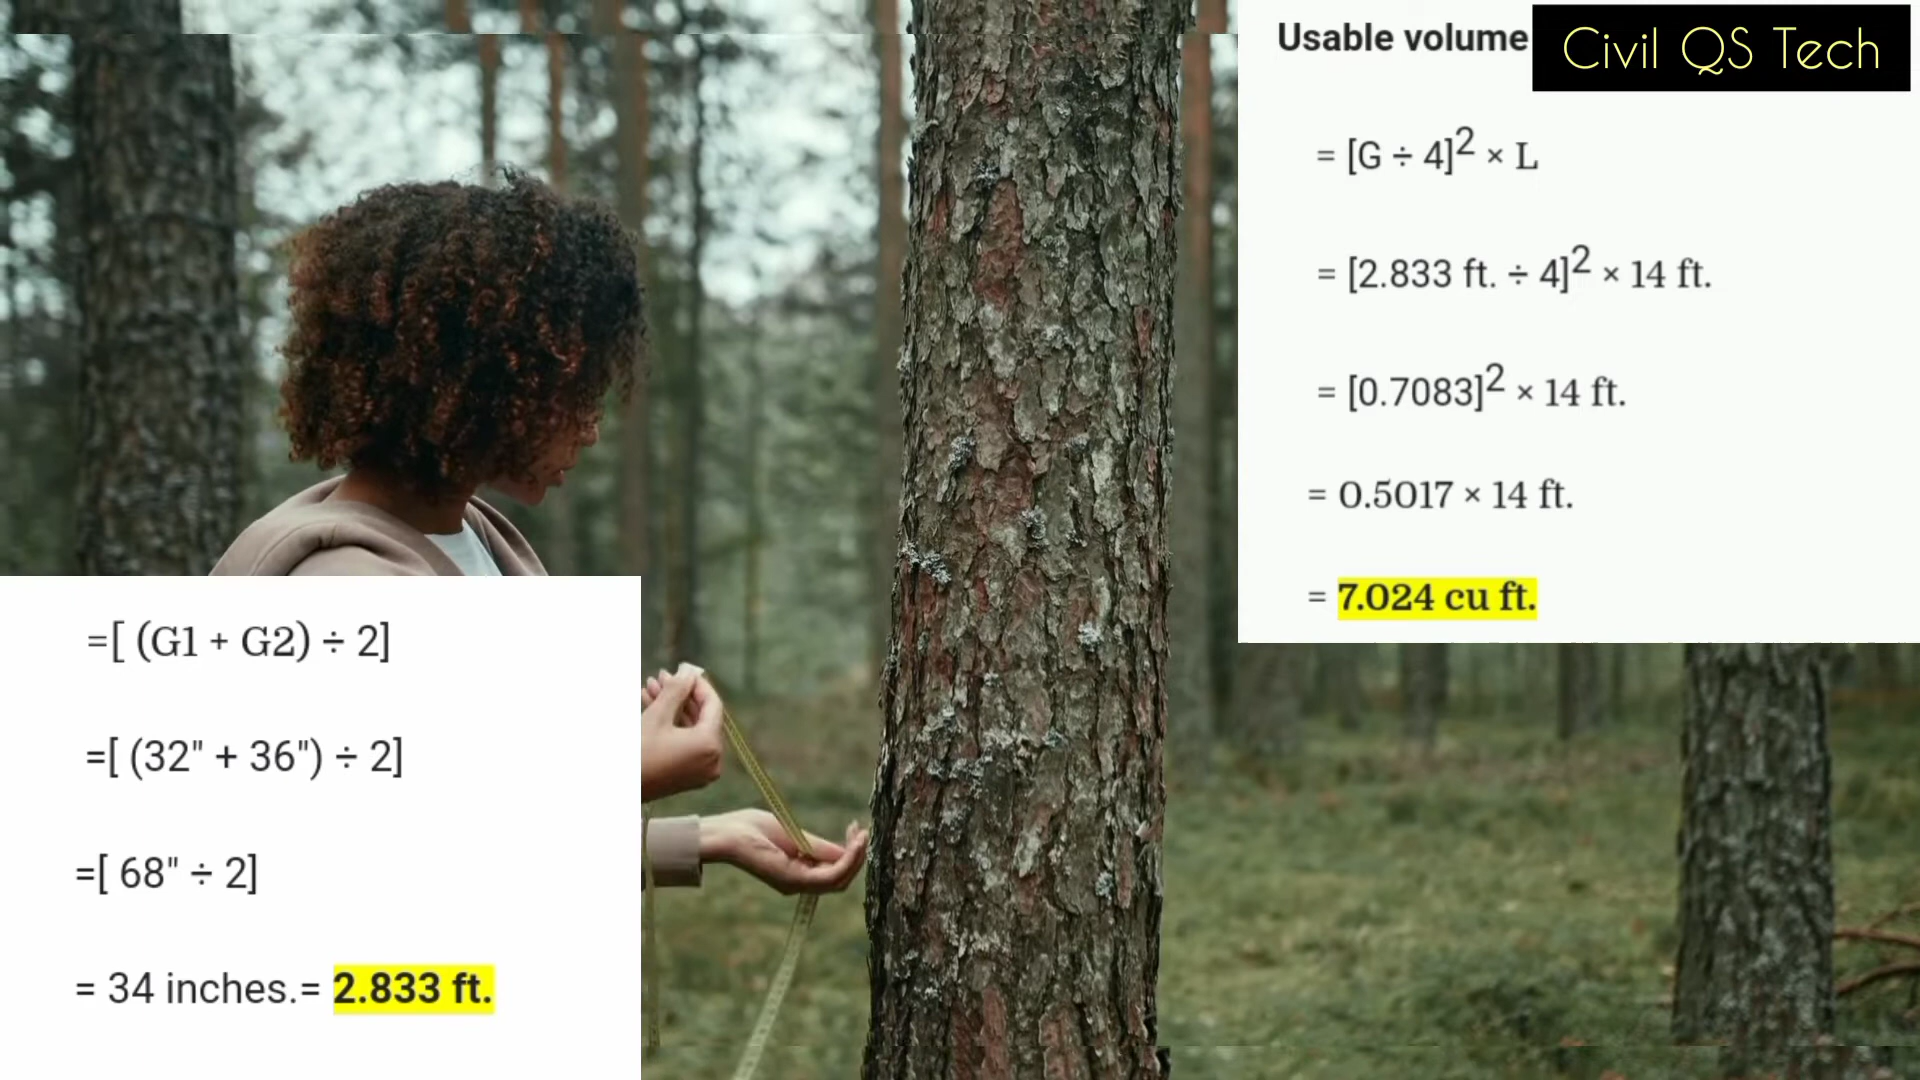 Usable volume
Civil QS Tech
= [G ÷ 4]² × L
= [2.833 ft. ÷ 4]² × 14 ft.
= [0.7083]² × 14 ft.
= 0.5017 × 14 ft.
= 7.024 cu ft.
=[ (G1 + G2) ÷ 2]
=[ (32" + 36") ÷ 2]
=[ 68" ÷ 2]
= 34 inches.= 2.833 ft.